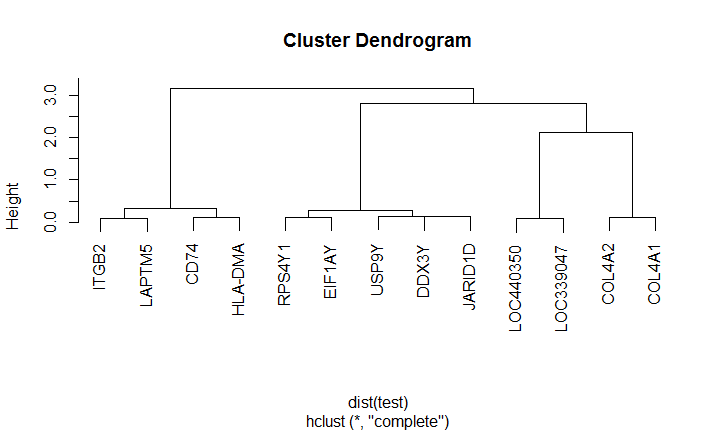 Cluster Dendrogram
Height
3.0
2.0
1.0
0.0
ITGB2
LAPTM5
CD74
HLA-DMA
RPS4Y1
EIF1AY
USP9Y
DDX3Y
JARID1D
LOC440350
LOC339047
COL4A2
COL4A1
dist(test)
hclust (*, "complete")